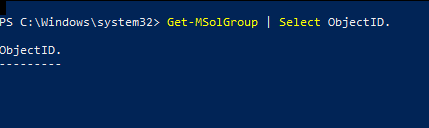 PS C:\Windows\system32> Get-MSolGroup | Select ObjectID.
ObjectID.
---------